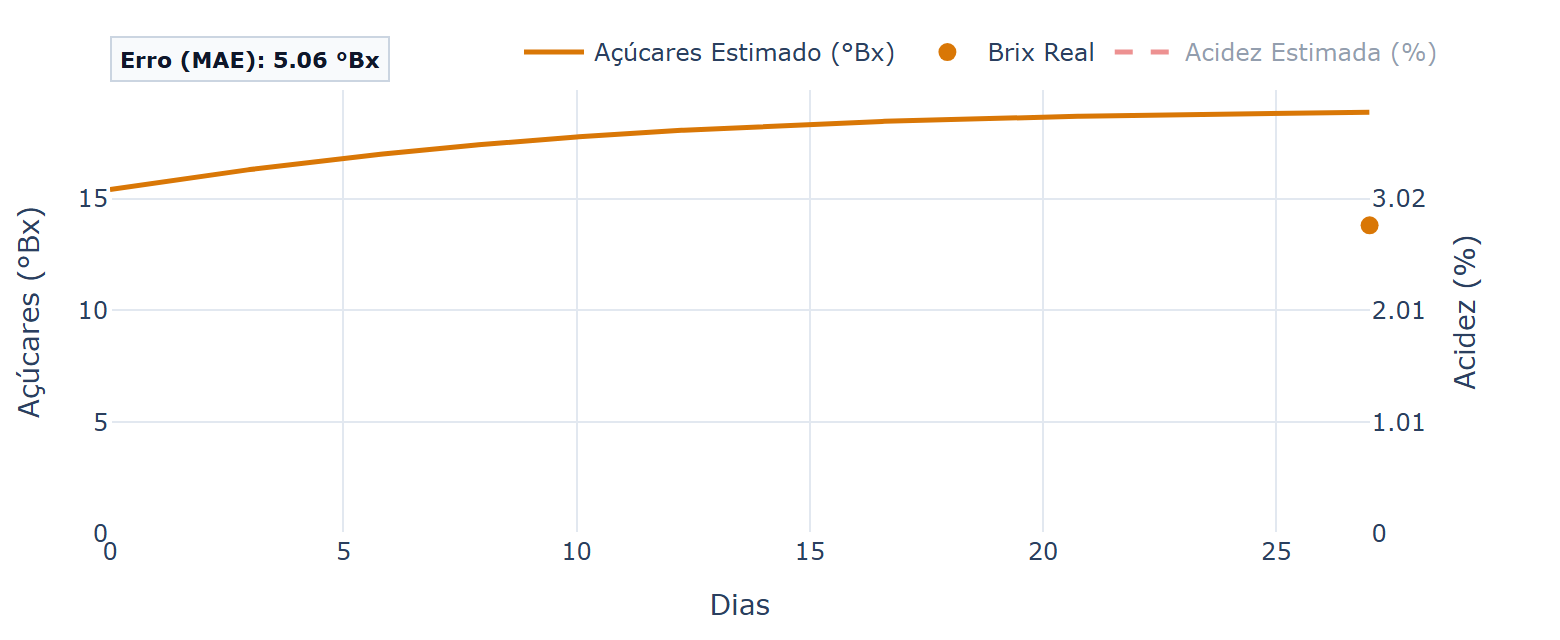 Erro (MAE): 5.06 ºBx
Açúcares Estimado (°Bx)
Brix Real
Acidez Estimada (%)
Açúcares (°Bx)
15
10
5
0
3.02
2.01
1.01
0
Acidez (%)
0 5 10 15 20 25
Dias